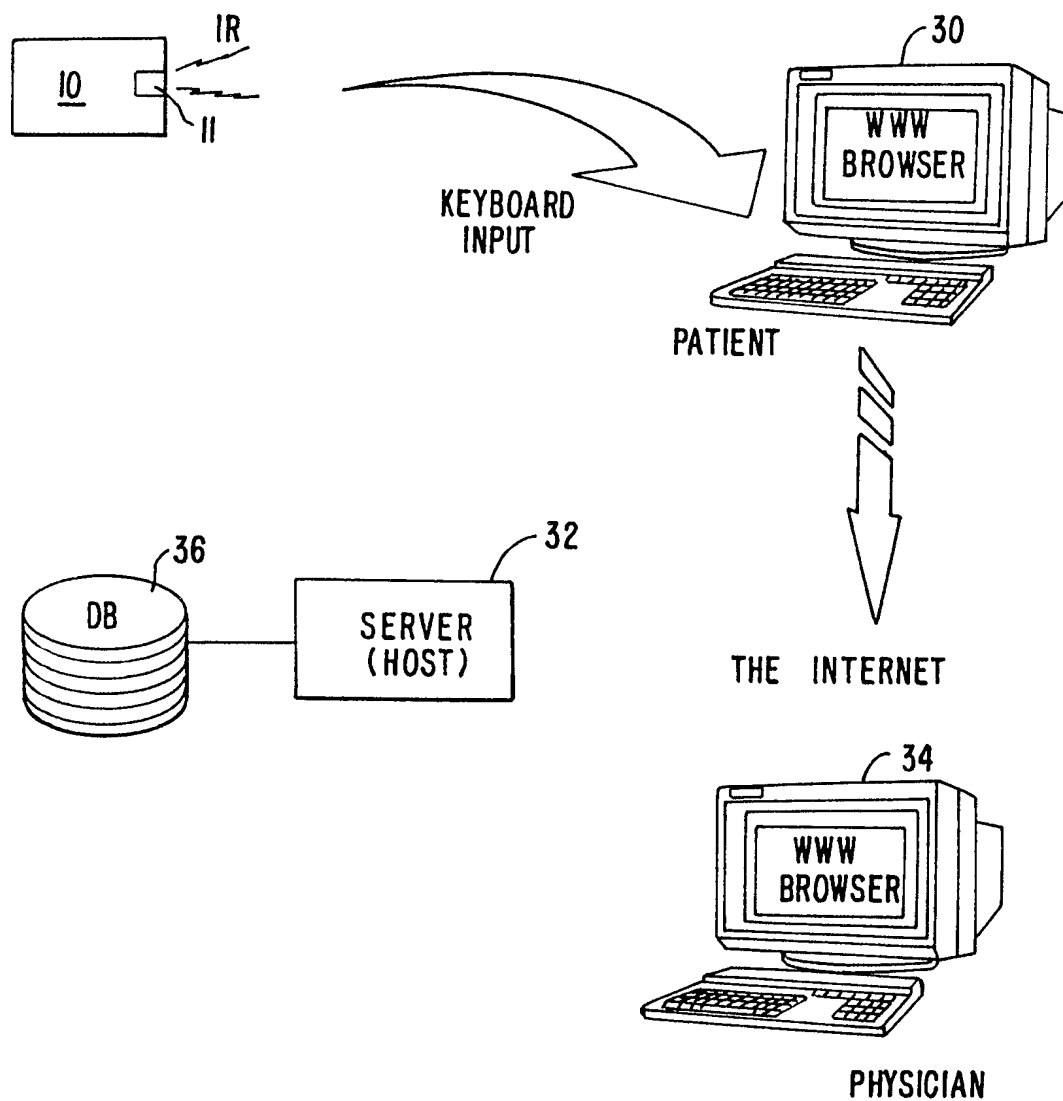 IR
10
11
30
WWW
BROWSER
KEYBOARD
INPUT
PATIENT
36
32
DB
SERVER
(HOST)
THE INTERNET
34
WWW
BROWSER
PHYSICIAN